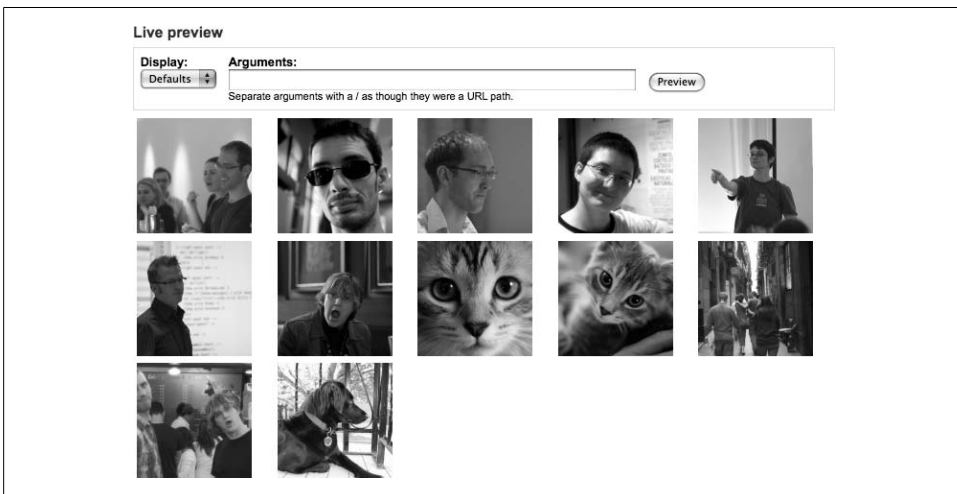 Live preview
Display: Arguments:
Defaults Preview
Separate arguments with a / as though they were a URL path.